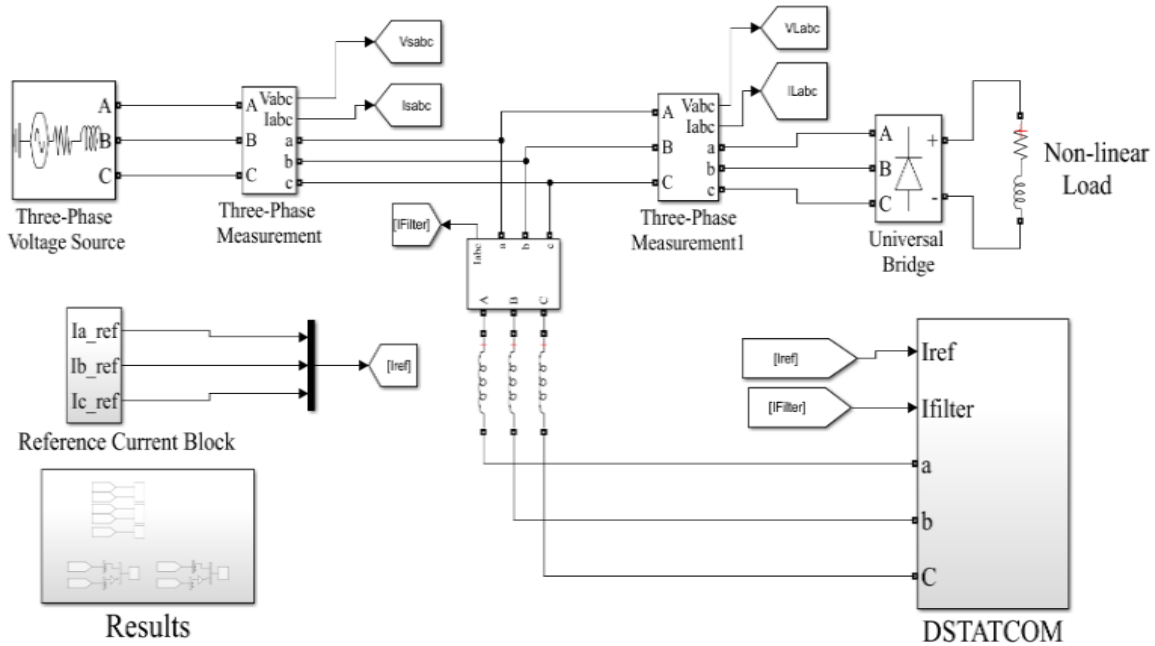 Vsabc
Isabc
VLabc
ILabc
A
B
C
Three-Phase
Voltage Source
A
B
C
Vabc
Iabc
a
b
c
Three-Phase
Measurement
A
B
C
Vabc
Iabc
a
b
c
Three-Phase
Measurement1
A
B
C
+
-
Universal
Bridge
Non-linear
Load
[IFilter]
Iabc
a
b
c
A
B
C
Ia_ref
Ib_ref
Ic_ref
Reference Current Block
[Iref]
[Iref]
[IFilter]
Iref
Ifilter
a
b
C
DSTATCOM
Results